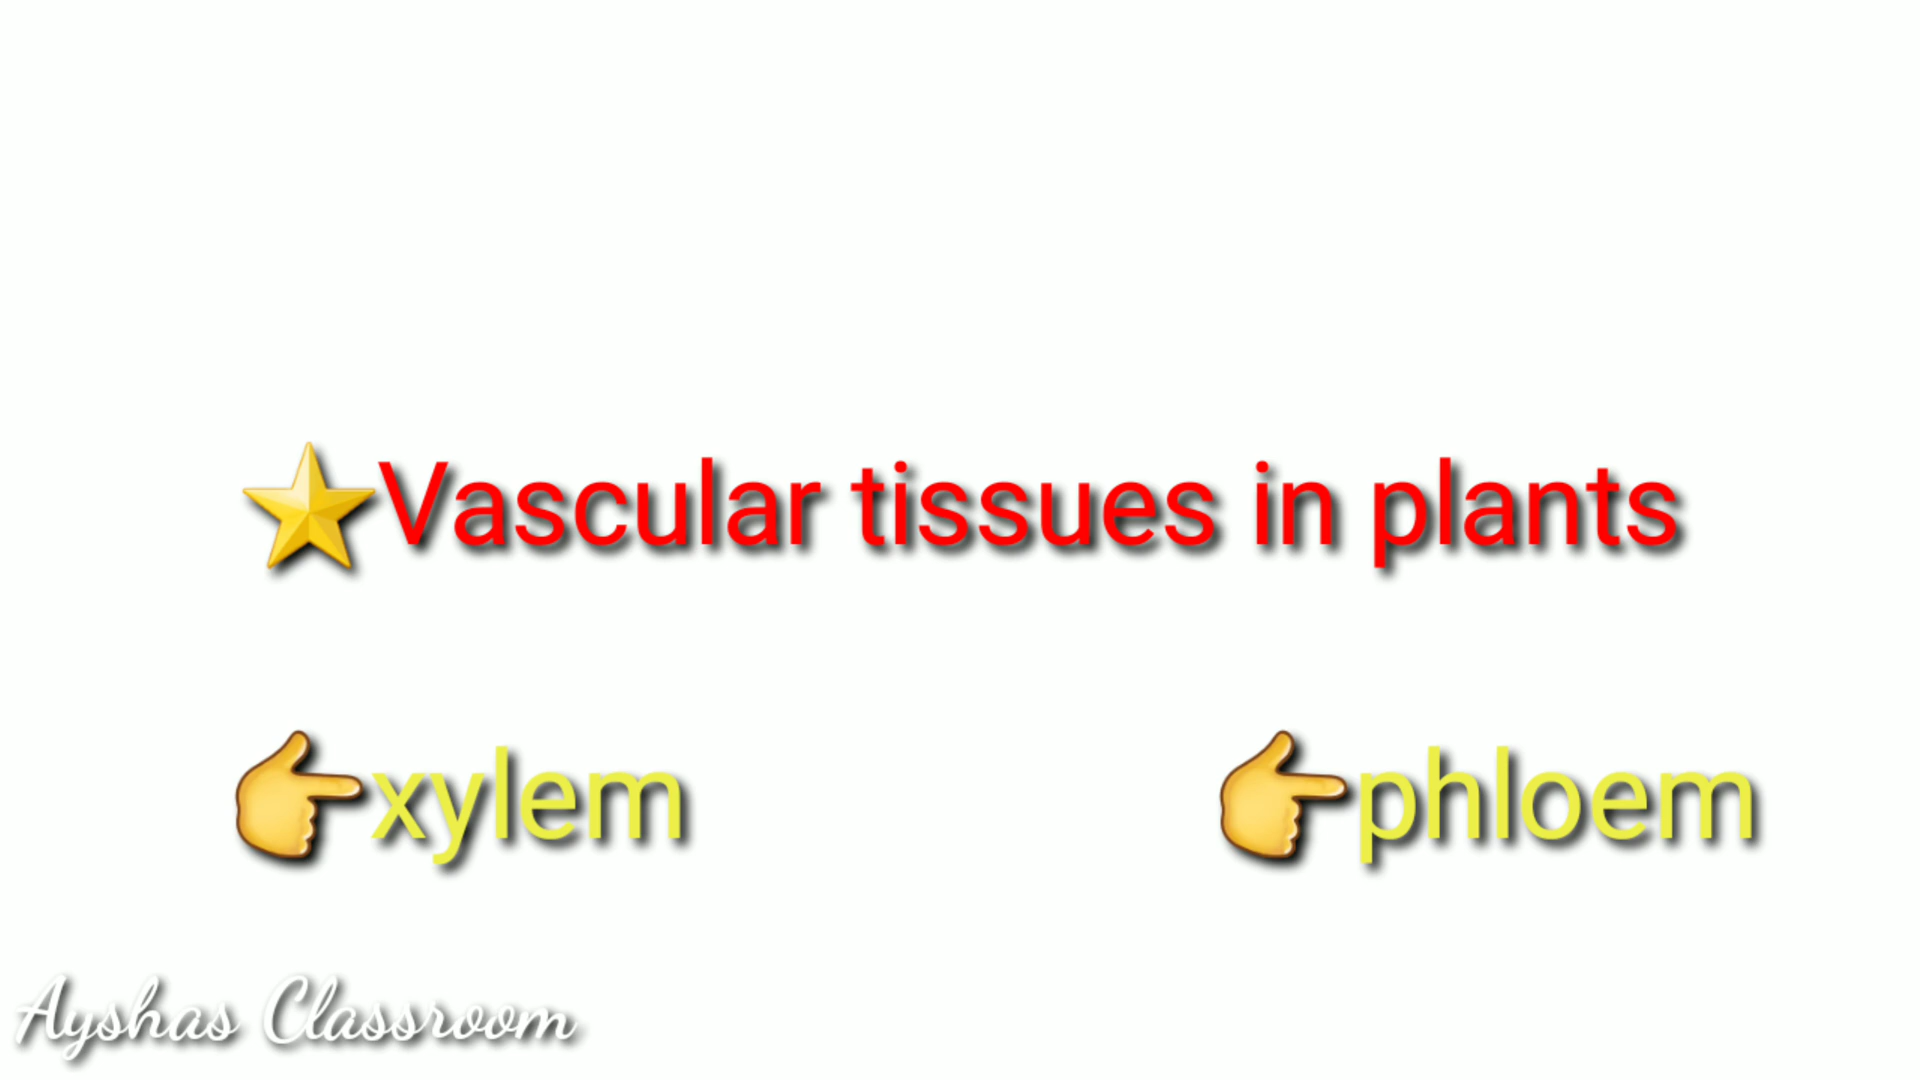 ⭐Vascular tissues in plants
👉xylem 👉phloem
Ayshas Classroom